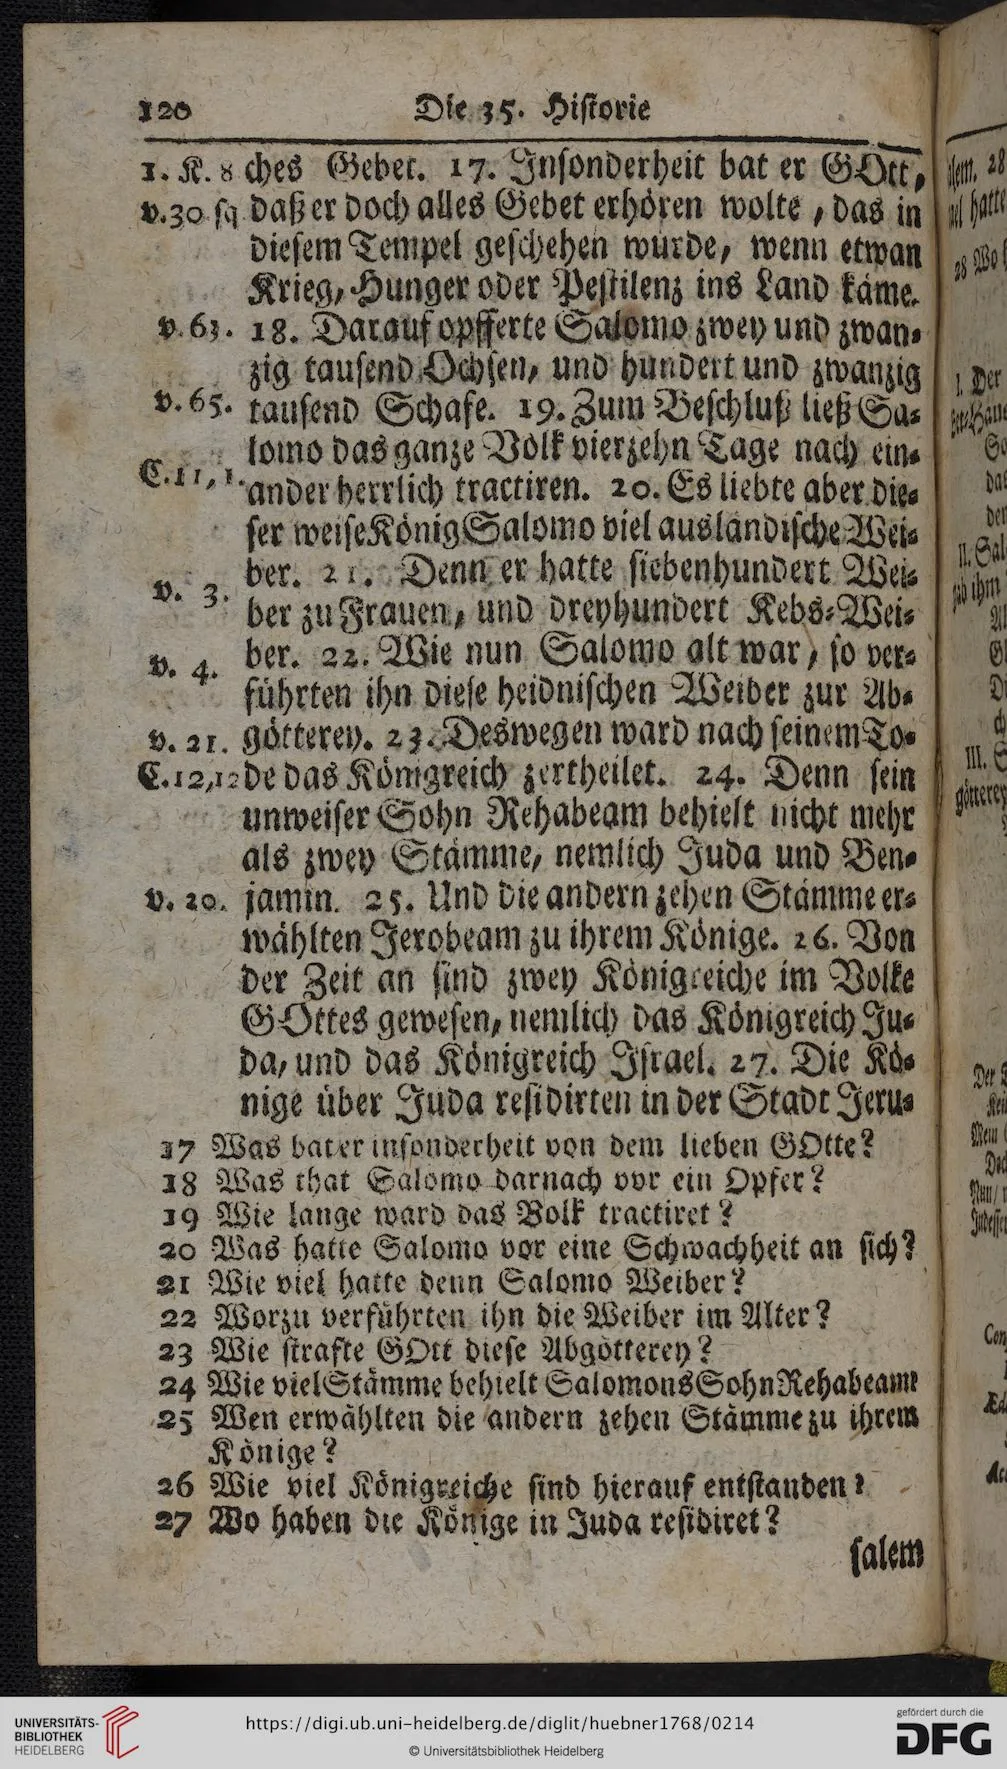 120 Die 35. Historie
1. K. 8 ches Gebet. 17. Insonderheit bat er GOtt,
v.30 sq daß er doch alles Gebet erhören wolte, das in
diesem Tempel geschehen würde, wenn etwan
Krieg, Hunger oder Pestilenz ins Land käme.
v. 63. 18. Darauf opfferte Salomo zwey und zwan-
zig tausend Ochsen, und hundert und zwanzig
v. 65. tausend Schafe. 19. Zum Beschluß ließ Sa-
lomo das ganze Volk vierzehn Tage nach ein-
C.11,1. ander herrlich tractiren. 20. Es liebte aber die-
ser weise König Salomo viel ausländische Wei-
ber. 21. Denn er hatte siebenhundert Wei-
v. 3. ber zu Frauen, und dreyhundert Kebs-Wei-
ber. 22. Wie nun Salomo alt war, so ver-
v. 4. führten ihn diese heidnischen Weiber zur Ab-
v. 21. götterey. 23. Deswegen ward nach seinem To-
C.12,12 de das Königreich zertheilet. 24. Denn sein
unweiser Sohn Rehabeam behielt nicht mehr
als zwey Stämme, nemlich Juda und Ben-
v. 20. jamin. 25. Und die andern zehen Stämme er-
wählten Jerobeam zu ihrem Könige. 26. Von
der Zeit an sind zwey Königreiche im Volke
GOttes gewesen, nemlich das Königreich Ju-
da, und das Königreich Israel. 27. Die Kö-
nige über Juda residirten in der Stadt Jeru-
17 Was bat er insonderheit von dem lieben GOtte?
18 Was that Salomo darnach vor ein Opfer?
19 Wie lange ward das Volk tractiret?
20 Was hatte Salomo vor eine Schwachheit an sich?
21 Wie viel hatte denn Salomo Weiber?
22 Worzu verführten ihn die Weiber im Alter?
23 Wie strafte GOtt diese Abgötterey?
24 Wie viel Stämme behielt Salomons Sohn Rehabeam?
25 Wen erwählten die andern zehen Stämme zu ihrem
Könige?
26 Wie viel Königreiche sind hierauf entstanden?
27 Wo haben die Könige in Juda residiret?
salem
UNIVERSITÄTS-
BIBLIOTHEK
HEIDELBERG
https://digi.ub.uni-heidelberg.de/diglit/huebner1768/0214
© Universitätsbibliothek Heidelberg
gefördert durch die
DFG